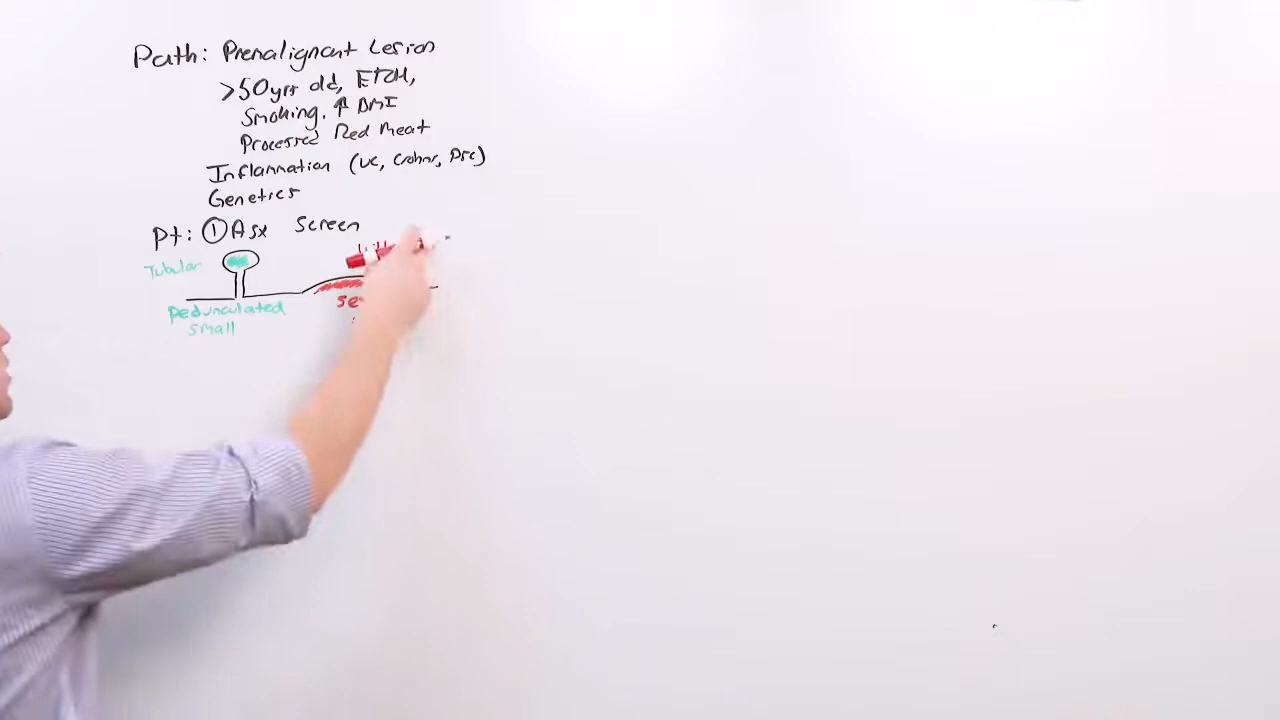 Path: Premalignant Lesion
>50yrs old, EtOH,
Smoking, ↑ BMI
Processed Red Meat
Inflammation (UC, Crohns, PSC)
Genetics
Pt: ① Asx Screen
Tubular
Pedunculated
Small